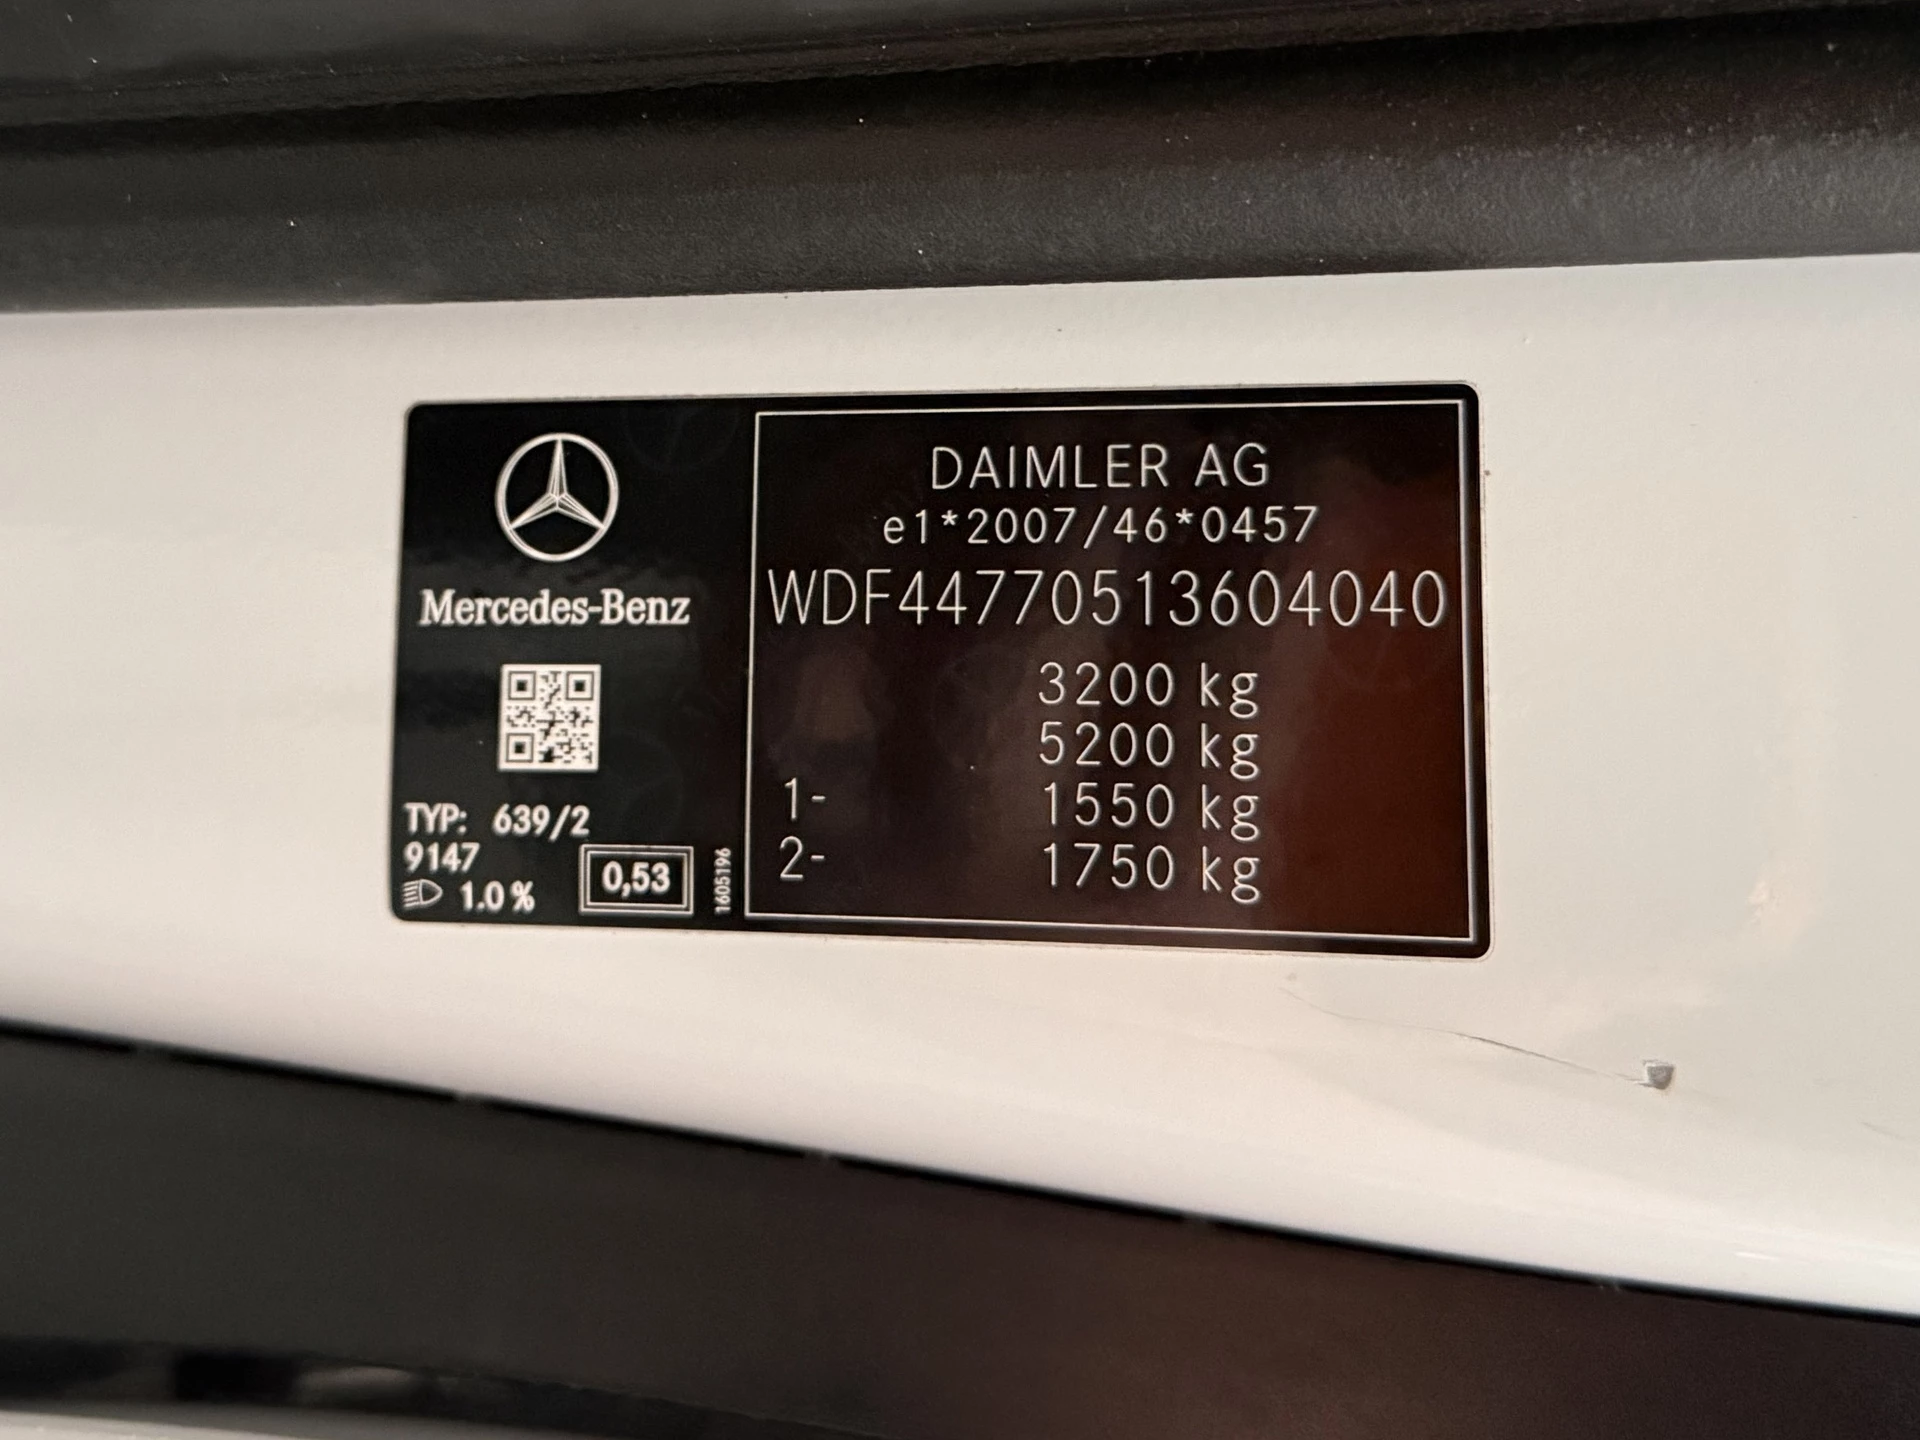 Mercedes-Benz
TYP: 639/2
9147
1.0%
0,53
1605196
DAIMLER AG
e1*2007/46*0457
WDF44770513604040
3200 kg
5200 kg
1- 1550 kg
2- 1750 kg